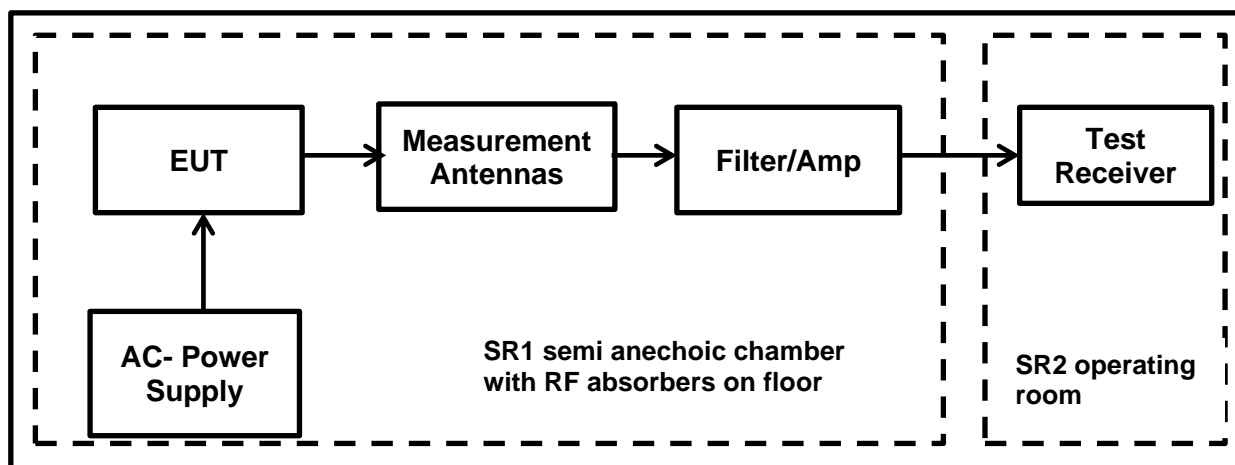 EUT
Measurement
Antennas
Filter/Amp
Test
Receiver
AC- Power
Supply
SR1 semi anechoic chamber
with RF absorbers on floor
SR2 operating
room